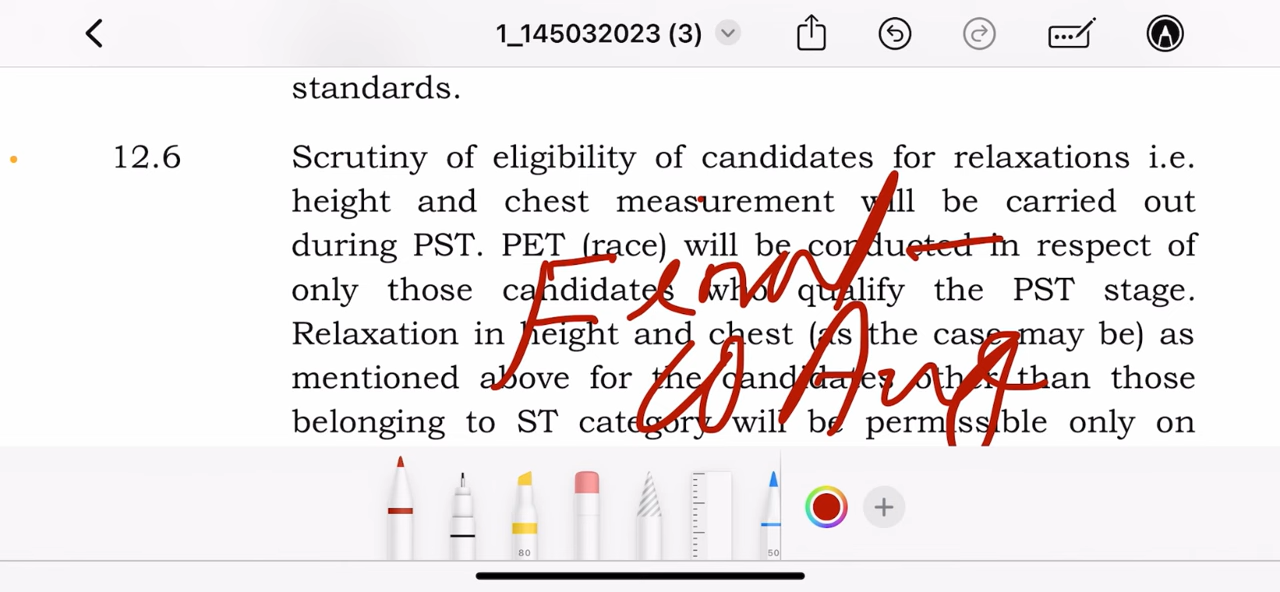 1_145032023 (3)
standards.
12.6 Scrutiny of eligibility of candidates for relaxations i.e.
height and chest measurement will be carried out
during PST. PET (race) will be conducted in respect of
only those candidates who qualify the PST stage.
Relaxation in height and chest (as the case may be) as
mentioned above for the candidates other than those
belonging to ST category will be permissible only on
80
50